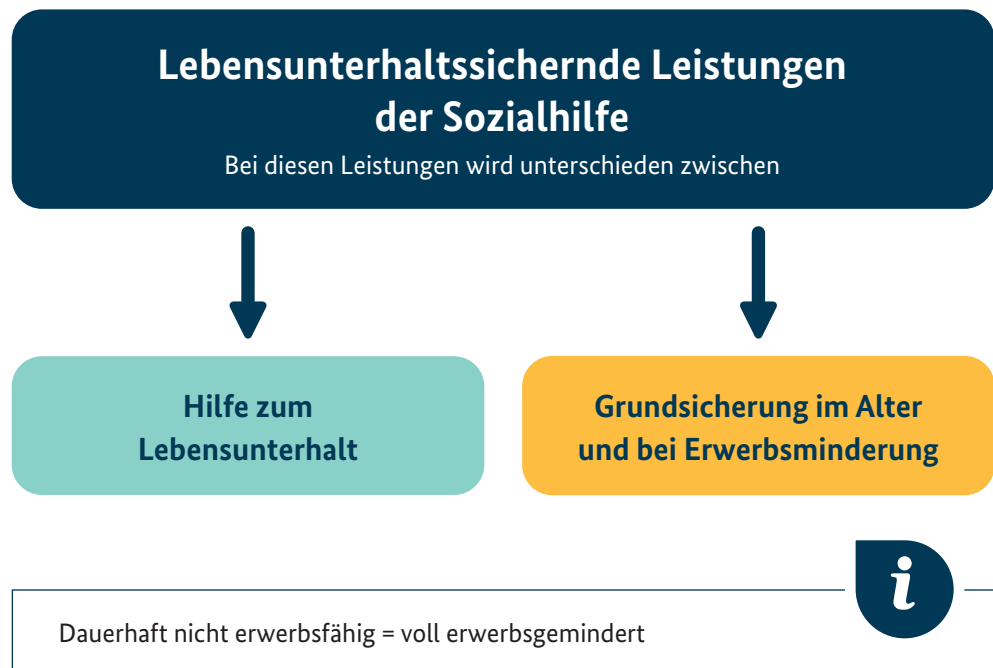 Lebensunterhaltssichernde Leistungen
der Sozialhilfe
Bei diesen Leistungen wird unterschieden zwischen
Hilfe zum
Lebensunterhalt
Grundsicherung im Alter
und bei Erwerbsminderung
i
Dauerhaft nicht erwerbsfähig = voll erwerbsgemindert